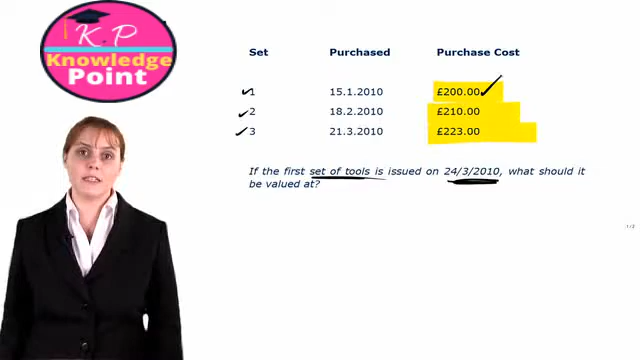 K.P
Knowledge
Point
Set Purchased Purchase Cost
1 15.1.2010 £200.00
2 18.2.2010 £210.00
3 21.3.2010 £223.00
If the first set of tools is issued on 24/3/2010, what should it
be valued at?
1/2